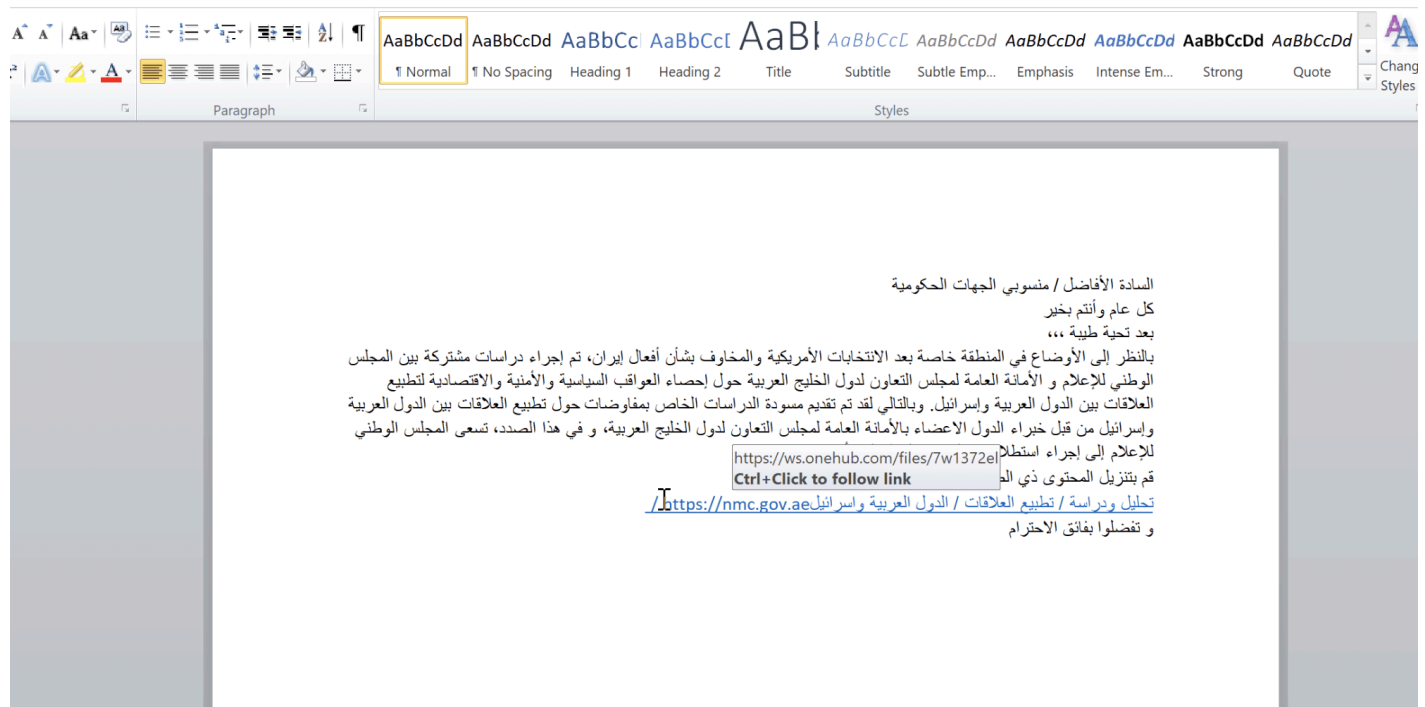 Aa
AaBbCcDd AaBbCcDd AaBbCc AaBbCcD AaBl AaBbCcD AaBbCcDd AaBbCcDd AaBbCcDd AaBbCcDd AaBbCcDd
¶ Normal ¶ No Spacing Heading 1 Heading 2 Title Subtitle Subtle Emp... Emphasis Intense Em... Strong Quote
Chang
Styles
Paragraph
Styles
السادة الأفاضل / منسوبي الجهات الحكومية
كل عام وأنتم بخير
بعد تحية طيبة ،،،
بالنظر إلى الأوضاع في المنطقة خاصة بعد الانتخابات الأمريكية والمخاوف بشأن أفعال إيران، تم إجراء دراسات مشتركة بين المجلس
الوطني للإعلام و الأمانة العامة لمجلس التعاون لدول الخليج العربية حول إحصاء العواقب السياسية والأمنية والاقتصادية لتطبيع
العلاقات بين الدول العربية وإسرائيل. وبالتالي لقد تم تقديم مسودة الدراسات الخاص بمفاوضات حول تطبيع العلاقات بين الدول العربية
وإسرائيل من قبل خبراء الدول الاعضاء بالأمانة العامة لمجلس التعاون لدول الخليج العربية، و في هذا الصدد، تسعى المجلس الوطني
للإعلام إلى إجراء
https://ws.onehub.com/files/7w1372el
Ctrl+Click to follow link
قم بتنزيل المحتوى ذي
تحليل ودراسة / تطبيع العلاقات / الدول العربية واسرائيلhttps://nmc.gov.ae /
و تفضلوا بفائق الاحترام